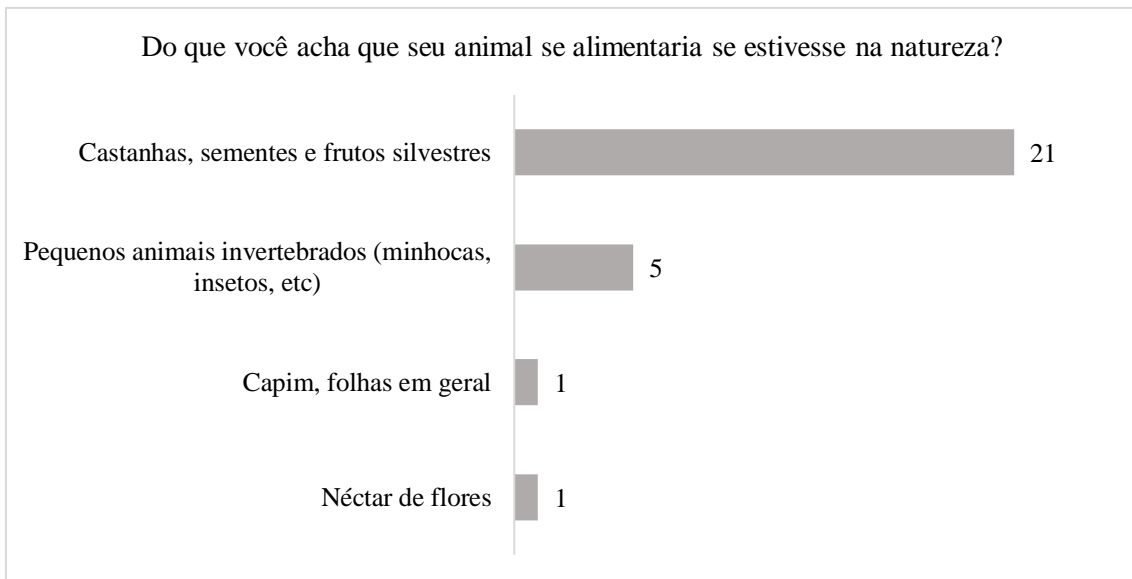 Do que você acha que seu animal se alimentaria se estivesse na natureza?
Castanhas, sementes e frutos silvestres
21
Pequenos animais invertebrados (minhocas,
insetos, etc)
5
Capim, folhas em geral
1
Néctar de flores
1